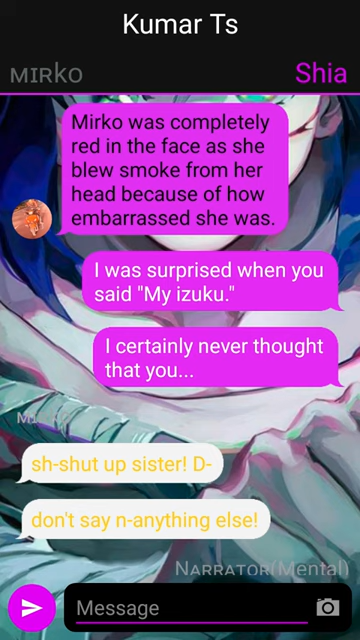 Kumar Ts
ᴍɪʀᴋᴏ
Shia
Mirko was completely
red in the face as she
blew smoke from her
head because of how
embarrassed she was.
I was surprised when you
said "My izuku."
I certainly never thought
that you...
sh-shut up sister! D-
don't say n-anything else!
Nᴀʀʀᴀᴛᴏʀ(Mental)
Message